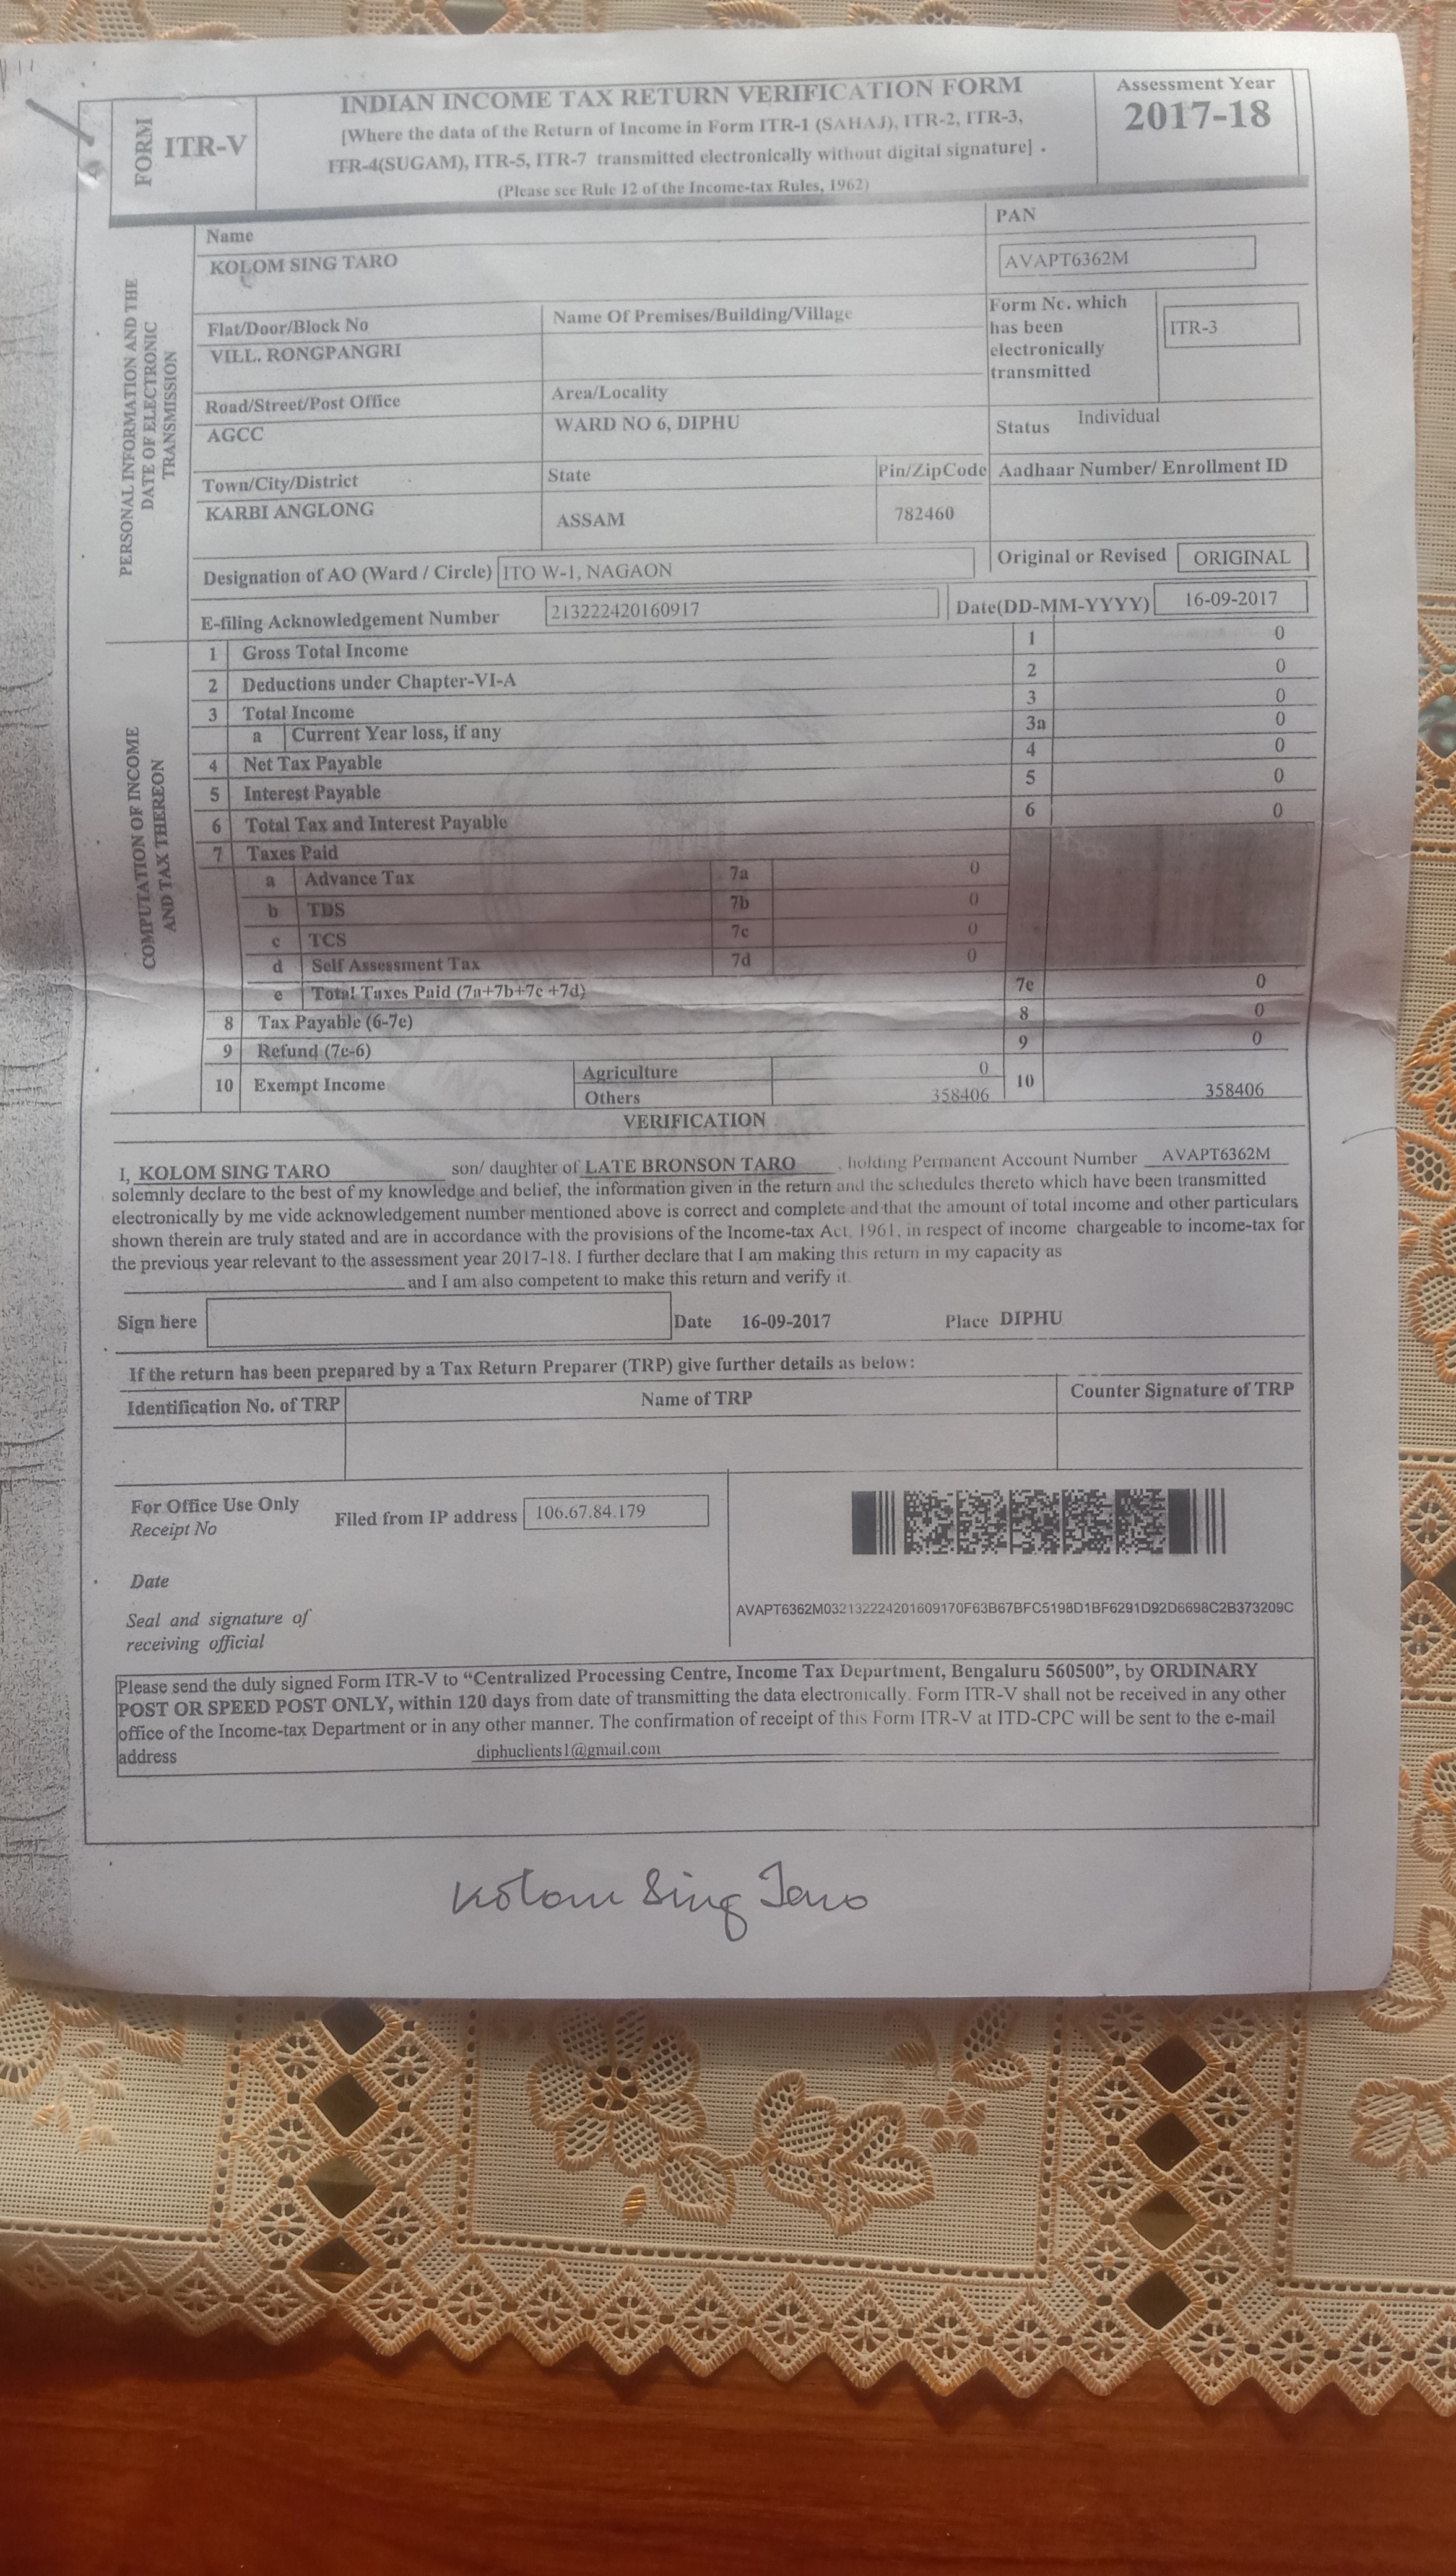 FORM
ITR-V
INDIAN INCOME TAX RETURN VERIFICATION FORM
[Where the data of the Return of Income in Form ITR-1 (SAHAJ), ITR-2, ITR-3,
ITR-4(SUGAM), ITR-5, ITR-7 transmitted electronically without digital signature] .
(Please see Rule 12 of the Income-tax Rules, 1962)
Assessment Year
2017-18
PERSONAL INFORMATION AND THE
DATE OF ELECTRONIC
TRANSMISSION
Name
KOLOM SING TARO
PAN
AVAPT6362M
Flat/Door/Block No
VILL. RONGPANGRI
Name Of Premises/Building/Village
Form No. which
has been
electronically
transmitted
ITR-3
Road/Street/Post Office
AGCC
Area/Locality
WARD NO 6, DIPHU
Status Individual
Town/City/District
KARBI ANGLONG
State
ASSAM
Pin/ZipCode
782460
Aadhaar Number/ Enrollment ID
Designation of AO (Ward / Circle) ITO W-1, NAGAON
Original or Revised ORIGINAL
E-filing Acknowledgement Number 213222420160917
Date(DD-MM-YYYY) 16-09-2017
COMPUTATION OF INCOME
AND TAX THEREON
1 Gross Total Income 1 0
2 Deductions under Chapter-VI-A 2 0
3 Total Income 3 0
a Current Year loss, if any 3a 0
4 Net Tax Payable 4 0
5 Interest Payable 5 0
6 Total Tax and Interest Payable 6 0
7 Taxes Paid
a Advance Tax 7a 0
b TDS 7b 0
c TCS 7c 0
d Self Assessment Tax 7d 0
e Total Taxes Paid (7a+7b+7c +7d) 7e 0
8 Tax Payable (6-7e) 8 0
9 Refund (7e-6) 9 0
10 Exempt Income
Agriculture 0
Others 358406
10 358406
VERIFICATION
I, KOLOM SING TARO son/ daughter of LATE BRONSON TARO , holding Permanent Account Number AVAPT6362M
solemnly declare to the best of my knowledge and belief, the information given in the return and the schedules thereto which have been transmitted
electronically by me vide acknowledgement number mentioned above is correct and complete and that the amount of total income and other particulars
shown therein are truly stated and are in accordance with the provisions of the Income-tax Act, 1961, in respect of income chargeable to income-tax for
the previous year relevant to the assessment year 2017-18. I further declare that I am making this return in my capacity as
and I am also competent to make this return and verify it.
Sign here
Date 16-09-2017
Place DIPHU
If the return has been prepared by a Tax Return Preparer (TRP) give further details as below:
Identification No. of TRP
Name of TRP
Counter Signature of TRP
For Office Use Only
Receipt No
Filed from IP address 106.67.84.179
Date
Seal and signature of
receiving official
AVAPT6362M032132224201609170F63B67BFC5198D1BF6291D92D6698C2B373209C
Please send the duly signed Form ITR-V to “Centralized Processing Centre, Income Tax Department, Bengaluru 560500”, by ORDINARY
POST OR SPEED POST ONLY, within 120 days from date of transmitting the data electronically. Form ITR-V shall not be received in any other
office of the Income-tax Department or in any other manner. The confirmation of receipt of this Form ITR-V at ITD-CPC will be sent to the e-mail
address diphuclients1@gmail.com
Kolom Sing Taro